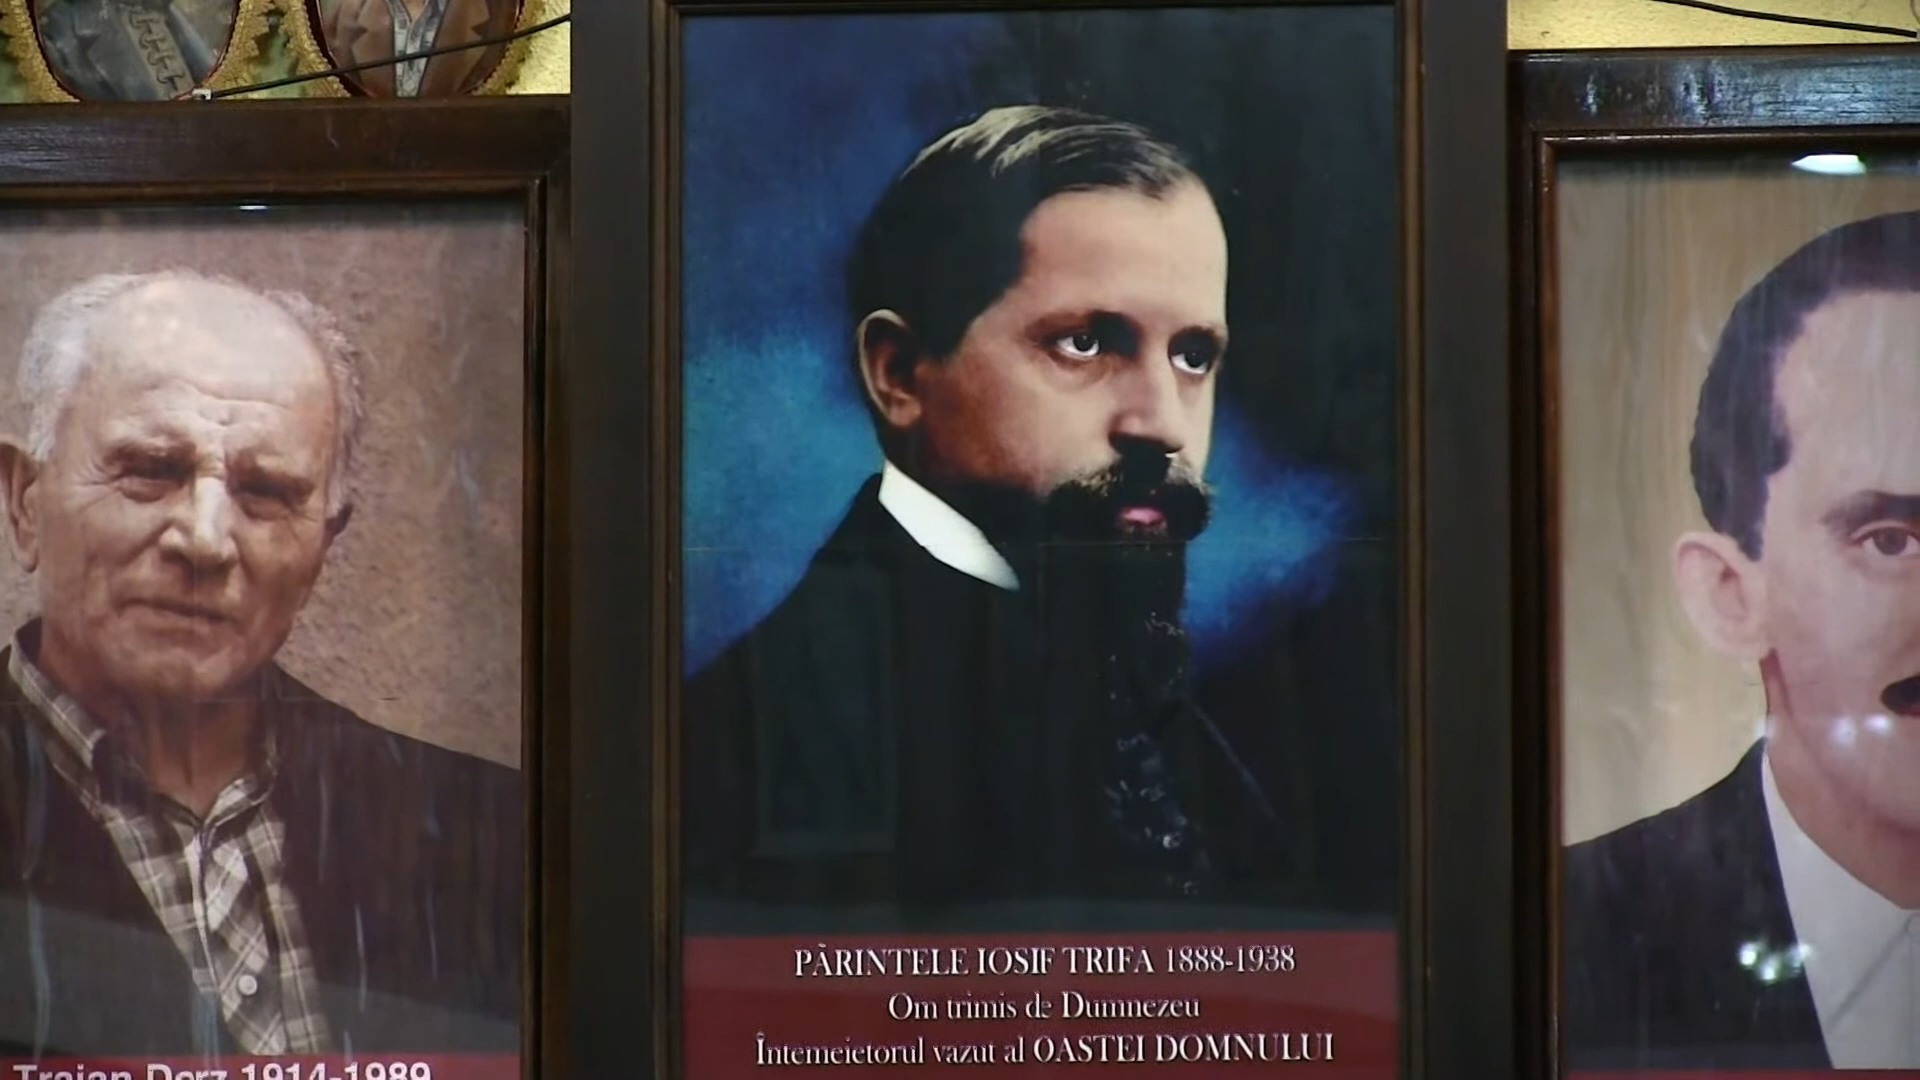 PĂRINTELE IOSIF TRIFA 1888-1938
Om trimis de Dumnezeu
Întemeietorul vazut al OASTEI DOMNULUI
Traian Dorz 1914-1989